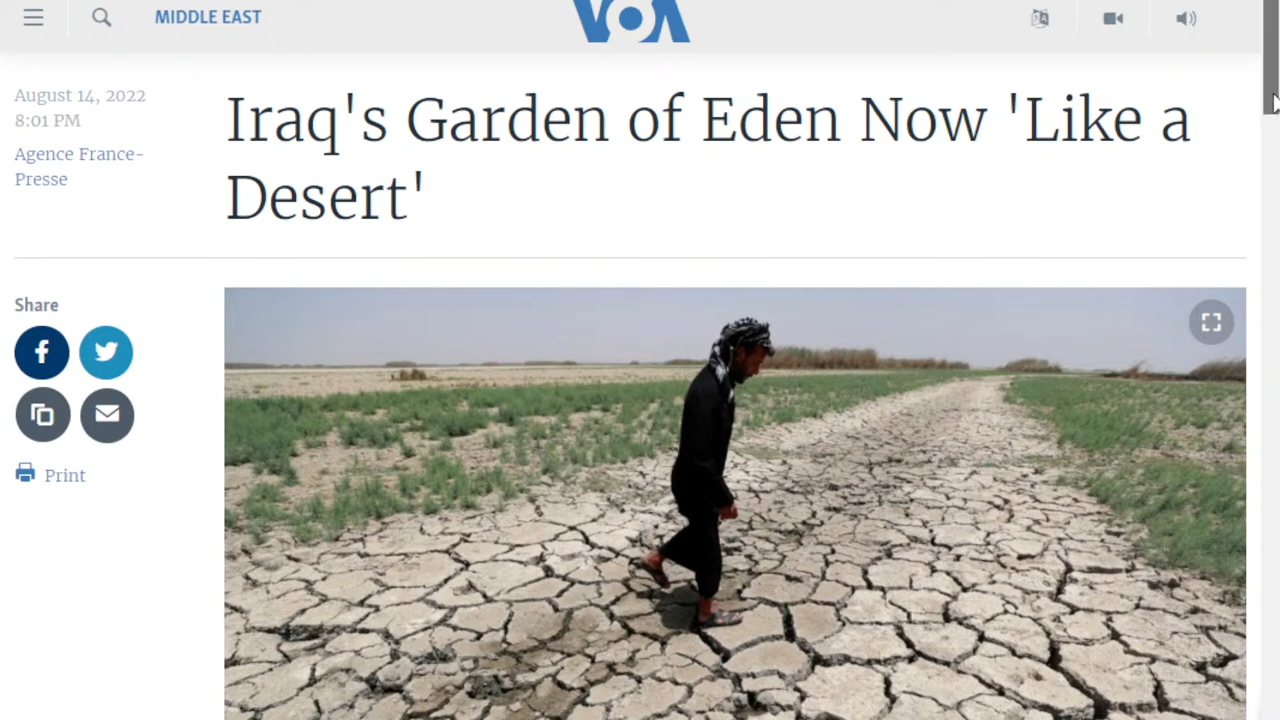 MIDDLE EAST
VOA
August 14, 2022
8:01 PM
Agence France-
Presse
Iraq's Garden of Eden Now 'Like a
Desert'
Share
Print